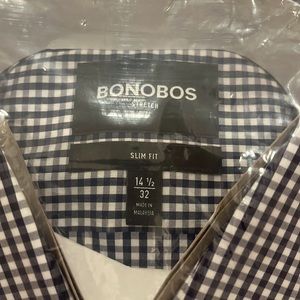 BONOBOS
STRETCH
SLIM FIT
14 ½
32
MADE IN
MALAYSIA